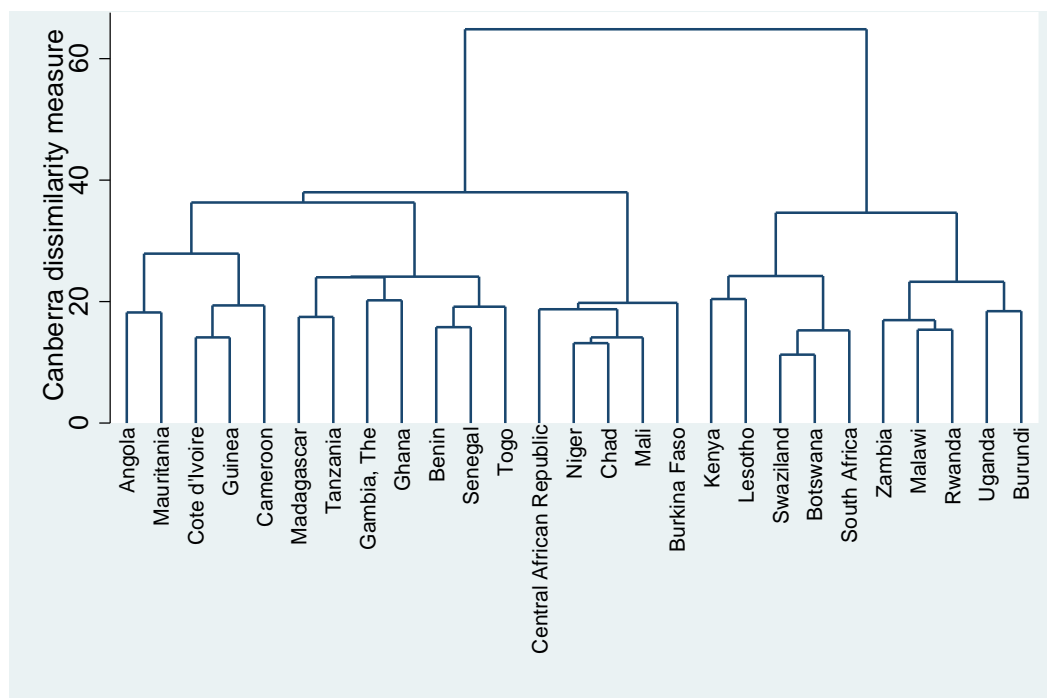 Canberra dissimilarity measure
60
40
20
0
Angola
Mauritania
Cote d'Ivoire
Guinea
Cameroon
Madagascar
Tanzania
Gambia, The
Ghana
Benin
Senegal
Togo
Central African Republic
Niger
Chad
Mali
Burkina Faso
Kenya
Lesotho
Swaziland
Botswana
South Africa
Zambia
Malawi
Rwanda
Uganda
Burundi